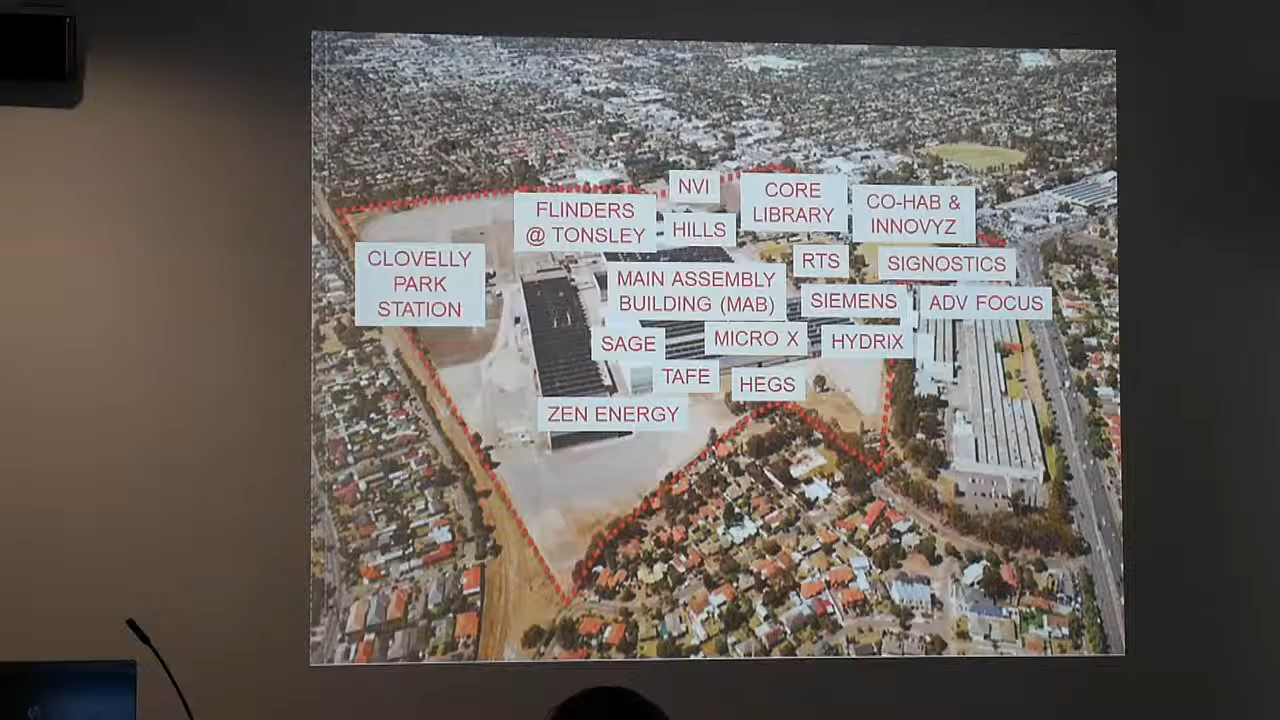 NVI
CORE
LIBRARY
CO-HAB &
INNOVYZ
FLINDERS
@ TONSLEY
HILLS
CLOVELLY
PARK
STATION
RTS
SIGNOSTICS
MAIN ASSEMBLY
BUILDING (MAB)
SIEMENS
ADV FOCUS
SAGE
MICRO X
HYDRIX
TAFE
HEGS
ZEN ENERGY